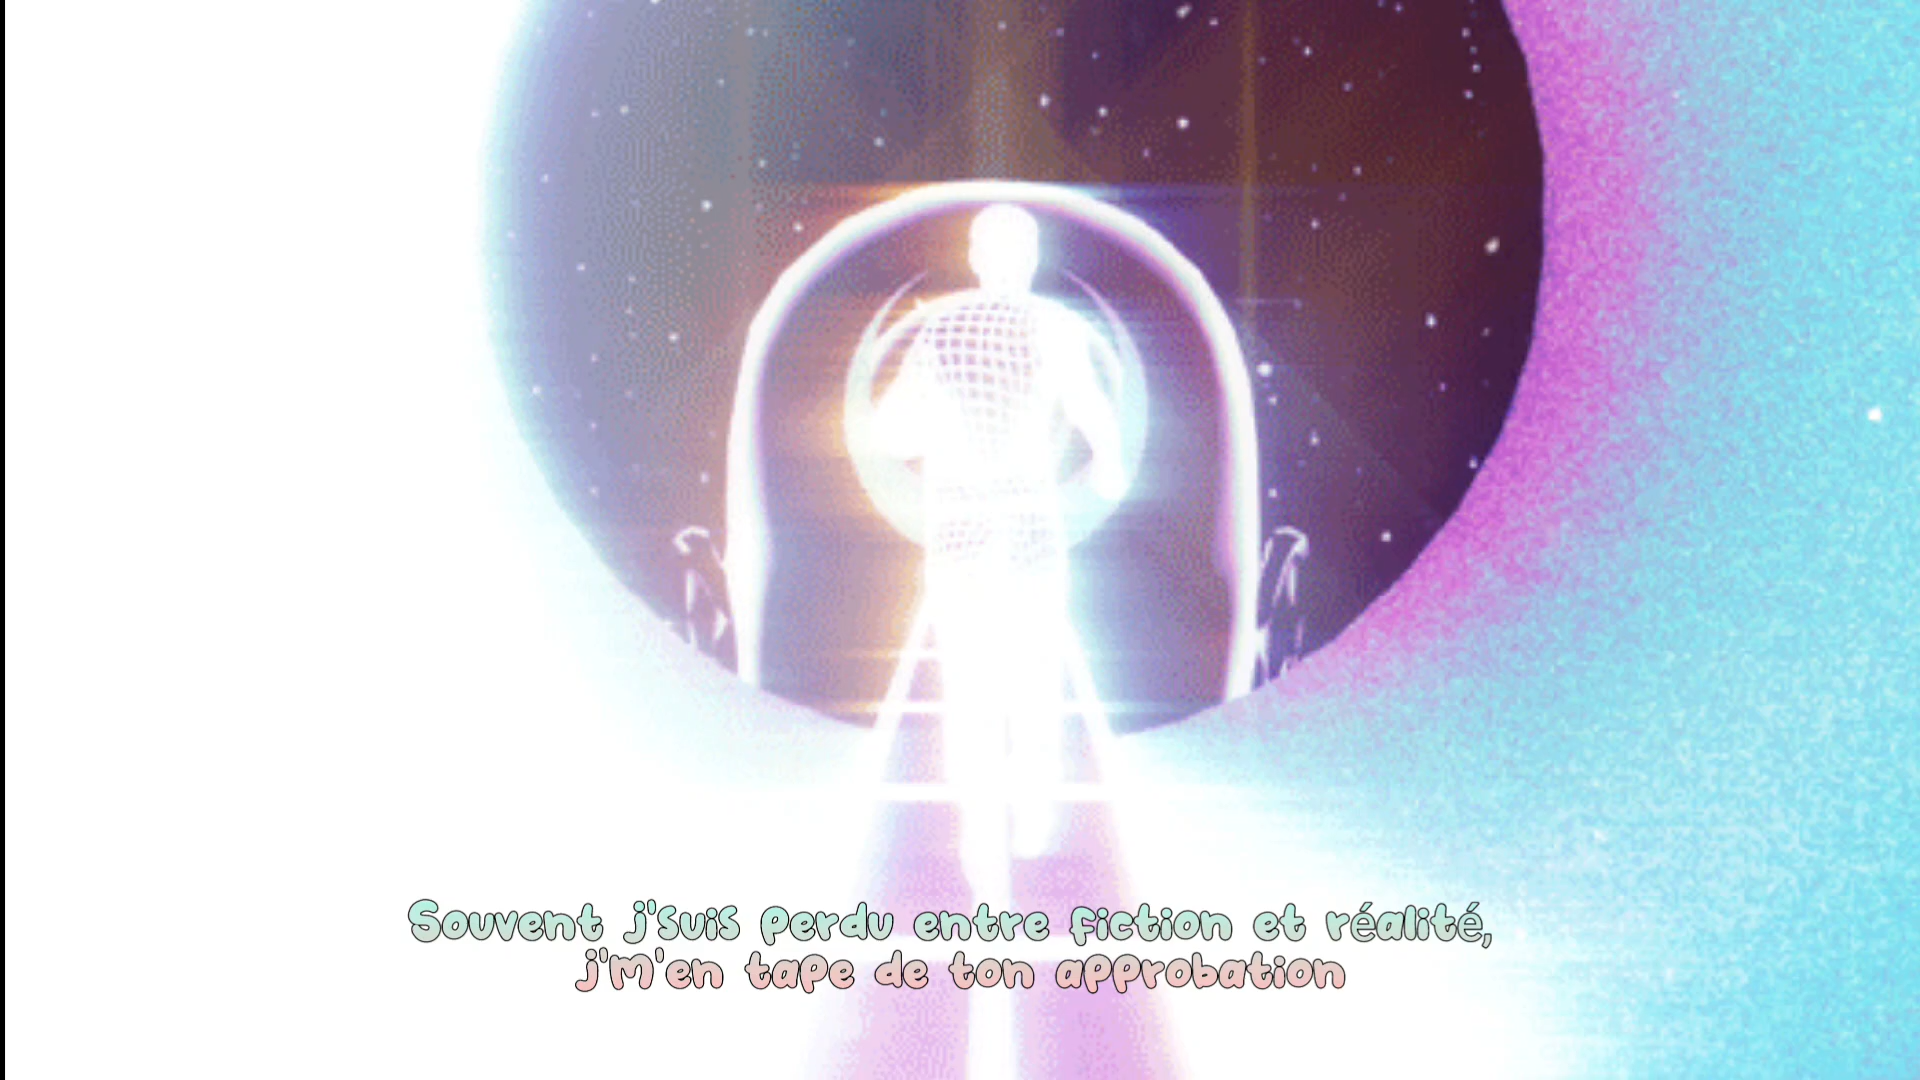 Souvent j'suis perdu entre fiction et réalité,
j'm'en tape de ton approbation